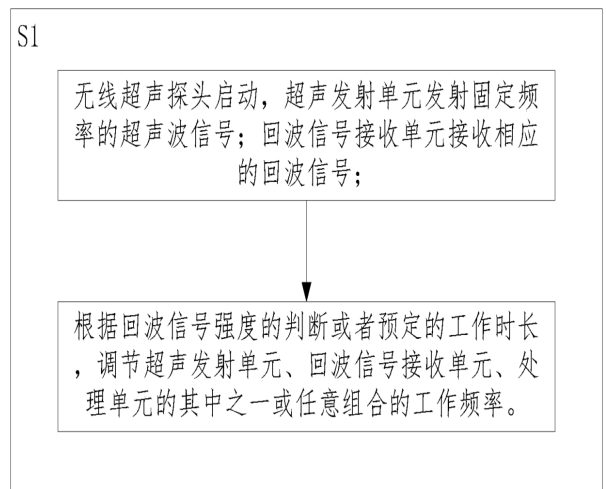 S1
无线超声探头启动，超声发射单元发射固定频
率的超声波信号；回波信号接收单元接收相应
的回波信号；
根据回波信号强度的判断或者预定的工作时长
，调节超声发射单元、回波信号接收单元、处
理单元的其中之一或任意组合的工作频率。